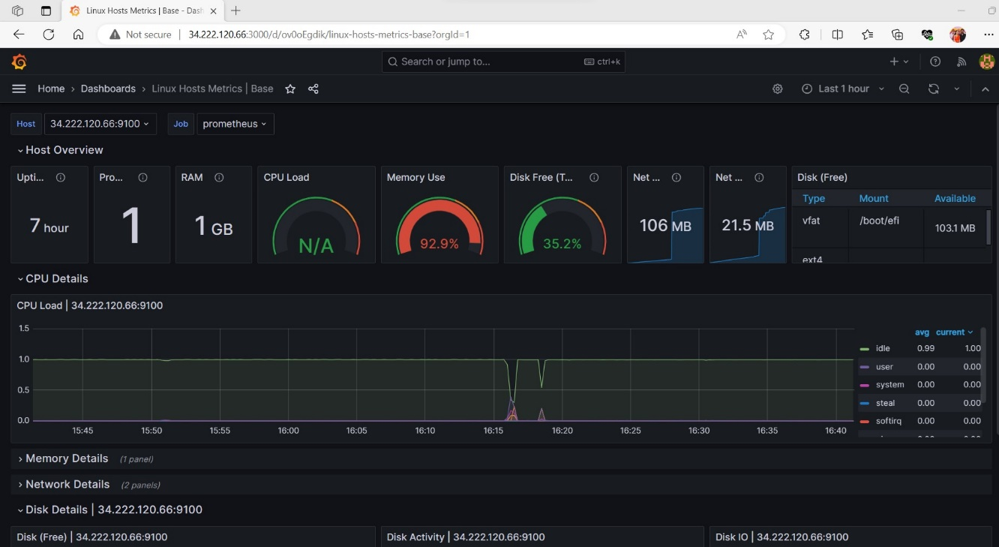 Linux Hosts Metrics | Base - Dash
Not secure | 34.222.120.66:3000/d/ov0oEgdik/linux-hosts-metrics-base?orgId=1
Search or jump to... ctrl+k
Home › Dashboards › Linux Hosts Metrics | Base
Last 1 hour
Host 34.222.120.66:9100 Job prometheus
Host Overview
Upti... Pro... RAM CPU Load Memory Use Disk Free (T... Net ... Net ... Disk (Free)
Type Mount Available
7 hour 1 1 GB N/A 92.9% 35.2% 106 MB 21.5 MB
vfat /boot/efi 103.1 MB
ext4
CPU Details
CPU Load | 34.222.120.66:9100
1.5
1.0
0.5
0.0
15:45 15:50 15:55 16:00 16:05 16:10 16:15 16:20 16:25 16:30 16:35 16:40
avg current
idle 0.99 1.00
user 0.00 0.00
system 0.00 0.00
steal 0.00 0.00
softirq 0.00 0.00
Memory Details (1 panel)
Network Details (2 panels)
Disk Details | 34.222.120.66:9100
Disk (Free) | 34.222.120.66:9100 Disk Activity | 34.222.120.66:9100 Disk IO | 34.222.120.66:9100